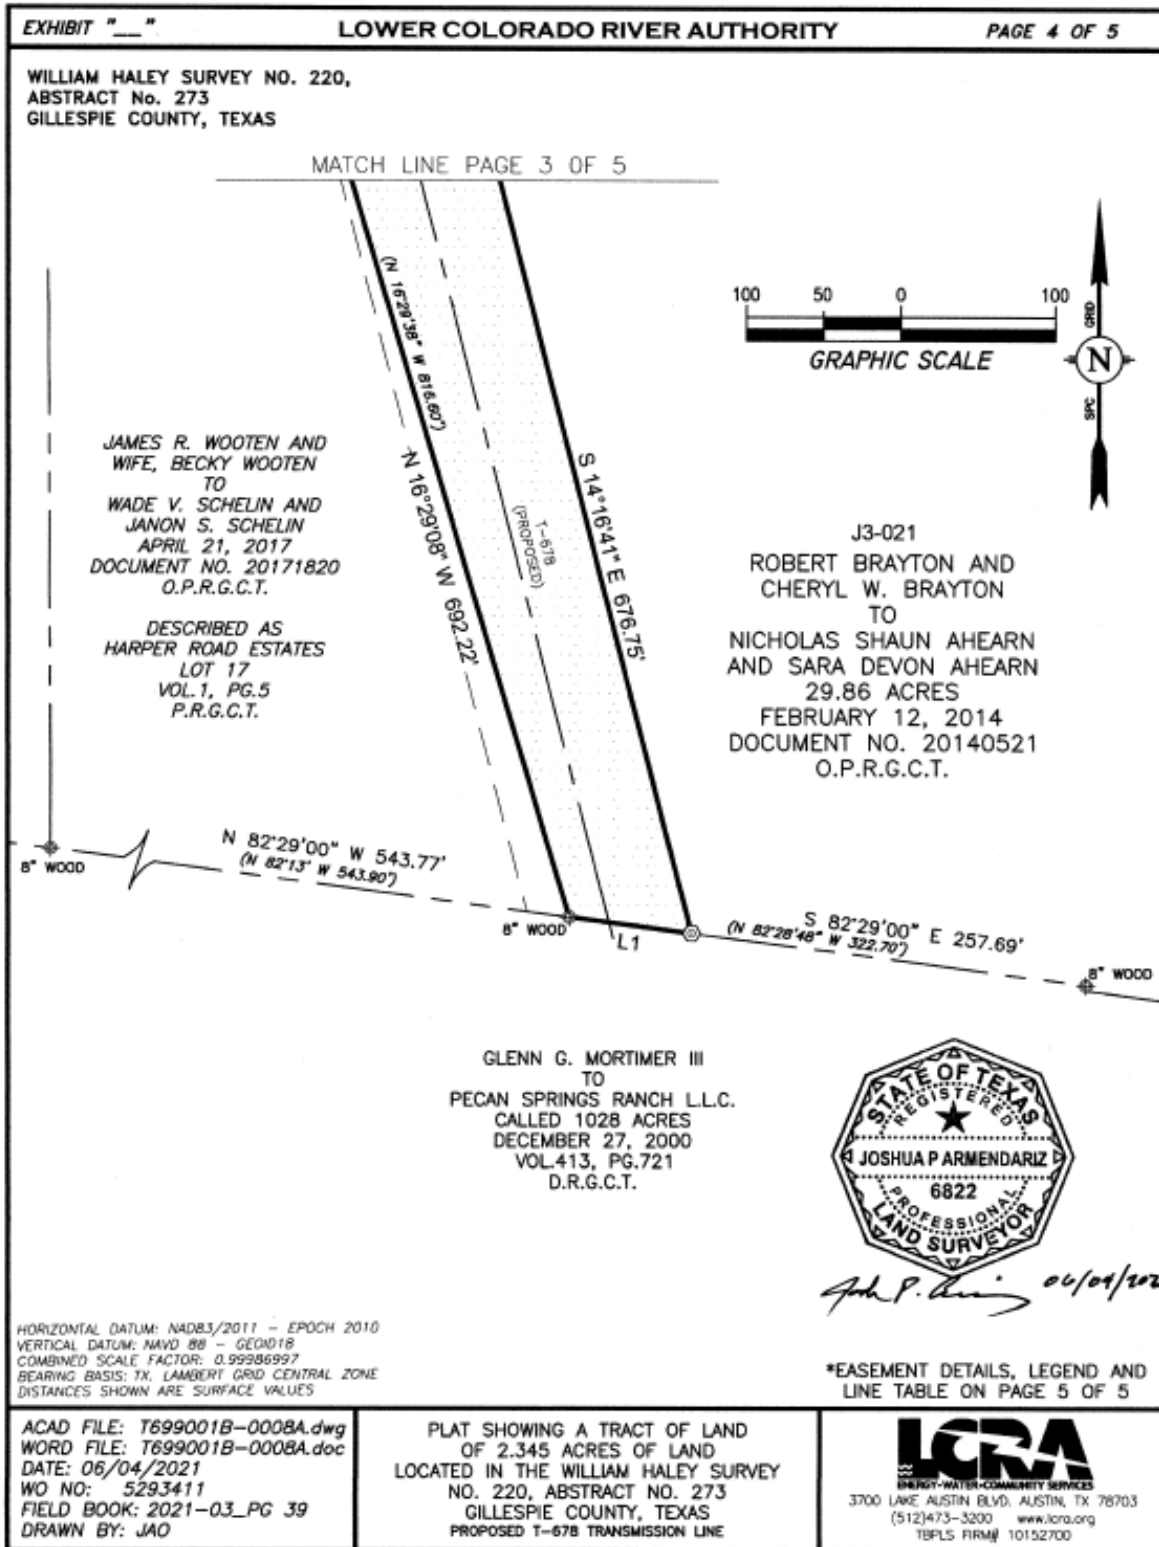 EXHIBIT "__"
LOWER COLORADO RIVER AUTHORITY
PAGE 4 OF 5
WILLIAM HALEY SURVEY NO. 220,
ABSTRACT No. 273
GILLESPIE COUNTY, TEXAS
MATCH LINE PAGE 3 OF 5
(N 16°29'38" W 816.60')
N 16°29'08" W 692.22'
T-678
(PROPOSED)
S 14°16'41" E 676.75'
100 50 0 100
GRAPHIC SCALE
GRID
N
SPC
JAMES R. WOOTEN AND
WIFE, BECKY WOOTEN
TO
WADE V. SCHELIN AND
JANON S. SCHELIN
APRIL 21, 2017
DOCUMENT NO. 20171820
O.P.R.G.C.T.
DESCRIBED AS
HARPER ROAD ESTATES
LOT 17
VOL.1, PG.5
P.R.G.C.T.
J3-021
ROBERT BRAYTON AND
CHERYL W. BRAYTON
TO
NICHOLAS SHAUN AHEARN
AND SARA DEVON AHEARN
29.86 ACRES
FEBRUARY 12, 2014
DOCUMENT NO. 20140521
O.P.R.G.C.T.
N 82°29'00" W 543.77'
(N 82°13' W 543.90')
8" WOOD
8" WOOD
L1
S 82°29'00" E 257.69'
(N 82°28'48" W 322.70')
8" WOOD
GLENN G. MORTIMER III
TO
PECAN SPRINGS RANCH L.L.C.
CALLED 1028 ACRES
DECEMBER 27, 2000
VOL.413, PG.721
D.R.G.C.T.
STATE OF TEXAS
REGISTERED
JOSHUA P ARMENDARIZ
6822
PROFESSIONAL
LAND SURVEYOR
06/04/202
HORIZONTAL DATUM: NAD83/2011 - EPOCH 2010
VERTICAL DATUM: NAVD 88 - GEOID18
COMBINED SCALE FACTOR: 0.99986997
BEARING BASIS: TX. LAMBERT GRID CENTRAL ZONE
DISTANCES SHOWN ARE SURFACE VALUES
*EASEMENT DETAILS, LEGEND AND
LINE TABLE ON PAGE 5 OF 5
ACAD FILE: T699001B-0008A.dwg
WORD FILE: T699001B-0008A.doc
DATE: 06/04/2021
WO NO: 5293411
FIELD BOOK: 2021-03_PG 39
DRAWN BY: JAO
PLAT SHOWING A TRACT OF LAND
OF 2.345 ACRES OF LAND
LOCATED IN THE WILLIAM HALEY SURVEY
NO. 220, ABSTRACT NO. 273
GILLESPIE COUNTY, TEXAS
PROPOSED T-678 TRANSMISSION LINE
LCRA
ENERGY•WATER•COMMUNITY SERVICES
3700 LAKE AUSTIN BLVD. AUSTIN, TX 78703
(512)473-3200 www.lcra.org
TBPLS FIRM# 10152700